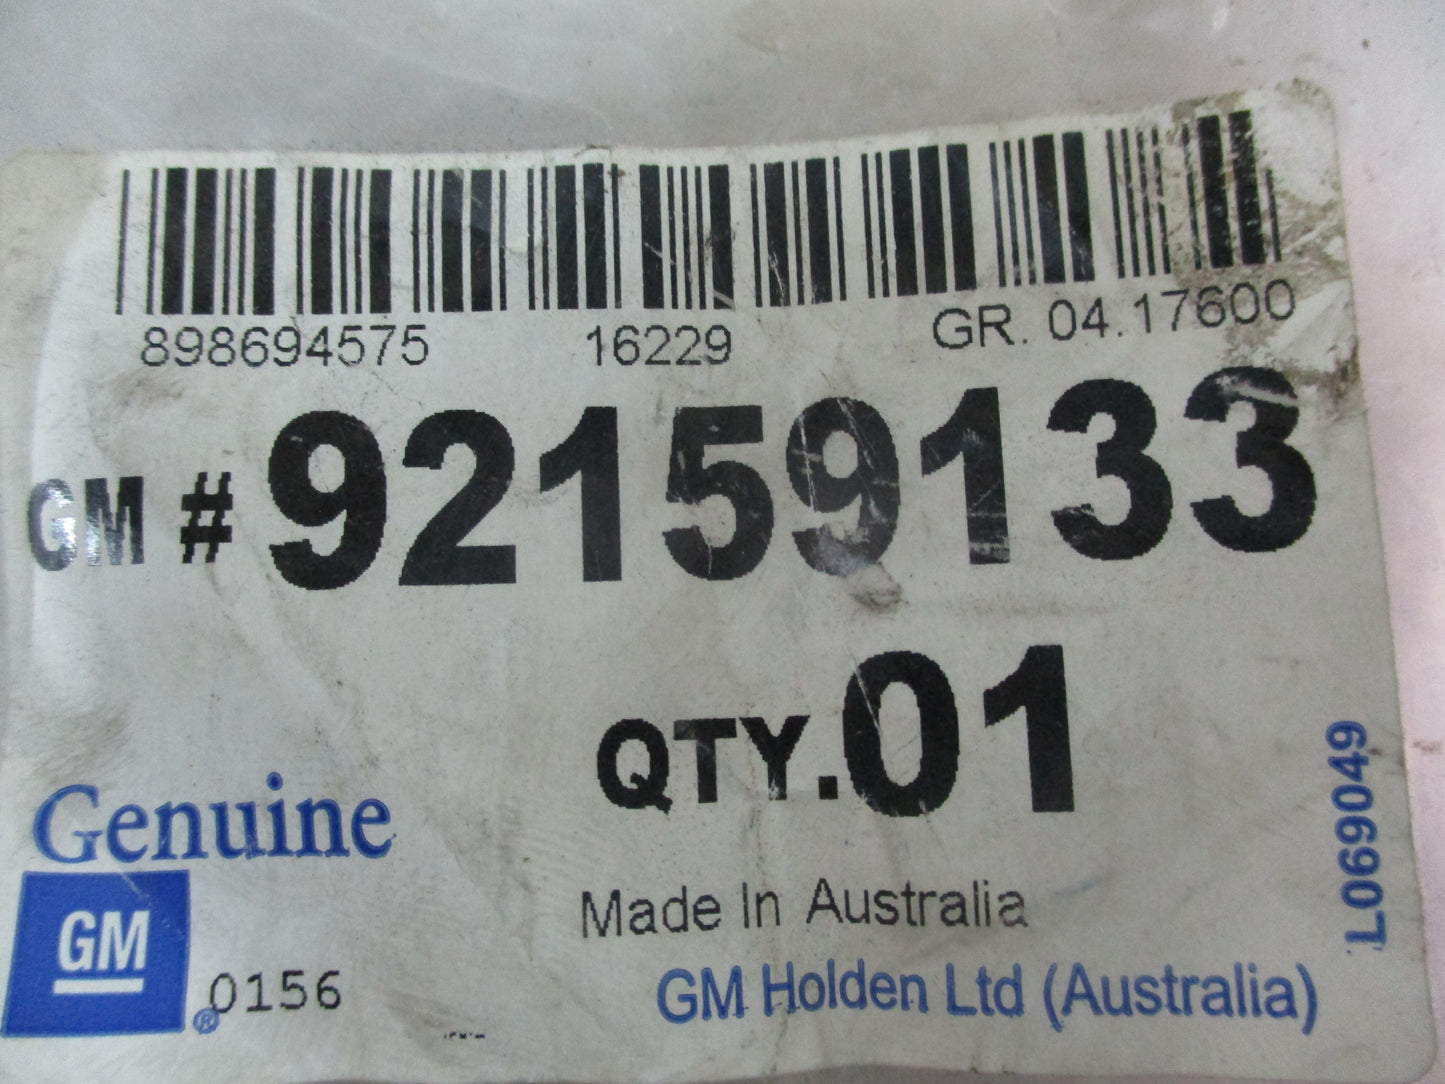 898694575 16229 GR. 04.17600
GM # 92159133
QTY. 01
Genuine
GM
® 0156
Made In Australia
GM Holden Ltd (Australia)
L069049